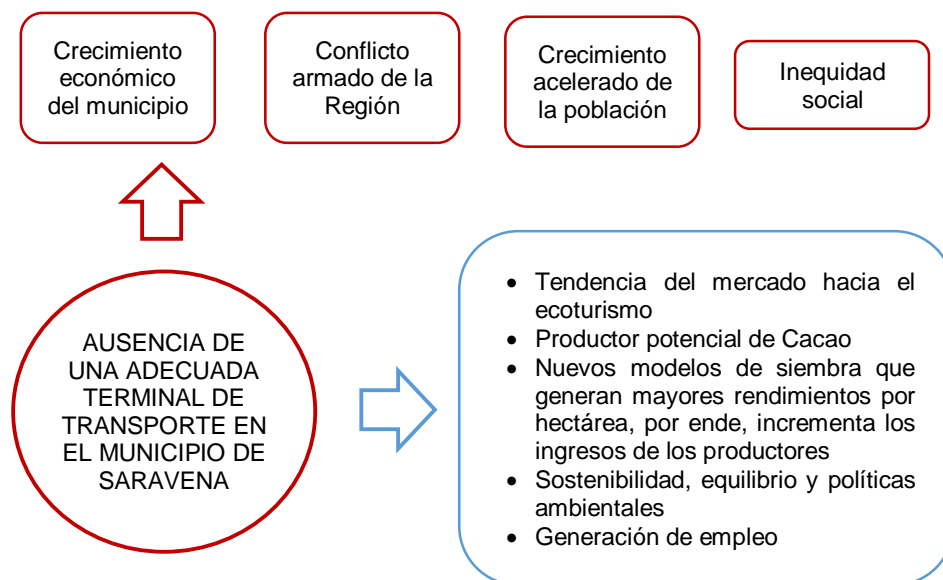 Crecimiento
económico
del municipio
Conflicto
armado de la
Región
Crecimiento
acelerado de
la población
Inequidad
social
AUSENCIA DE
UNA ADECUADA
TERMINAL DE
TRANSPORTE EN
EL MUNICIPIO DE
SARAVENA
• Tendencia del mercado hacia el
ecoturismo
• Productor potencial de Cacao
• Nuevos modelos de siembra que
generan mayores rendimientos por
hectárea, por ende, incrementa los
ingresos de los productores
• Sostenibilidad, equilibrio y políticas
ambientales
• Generación de empleo